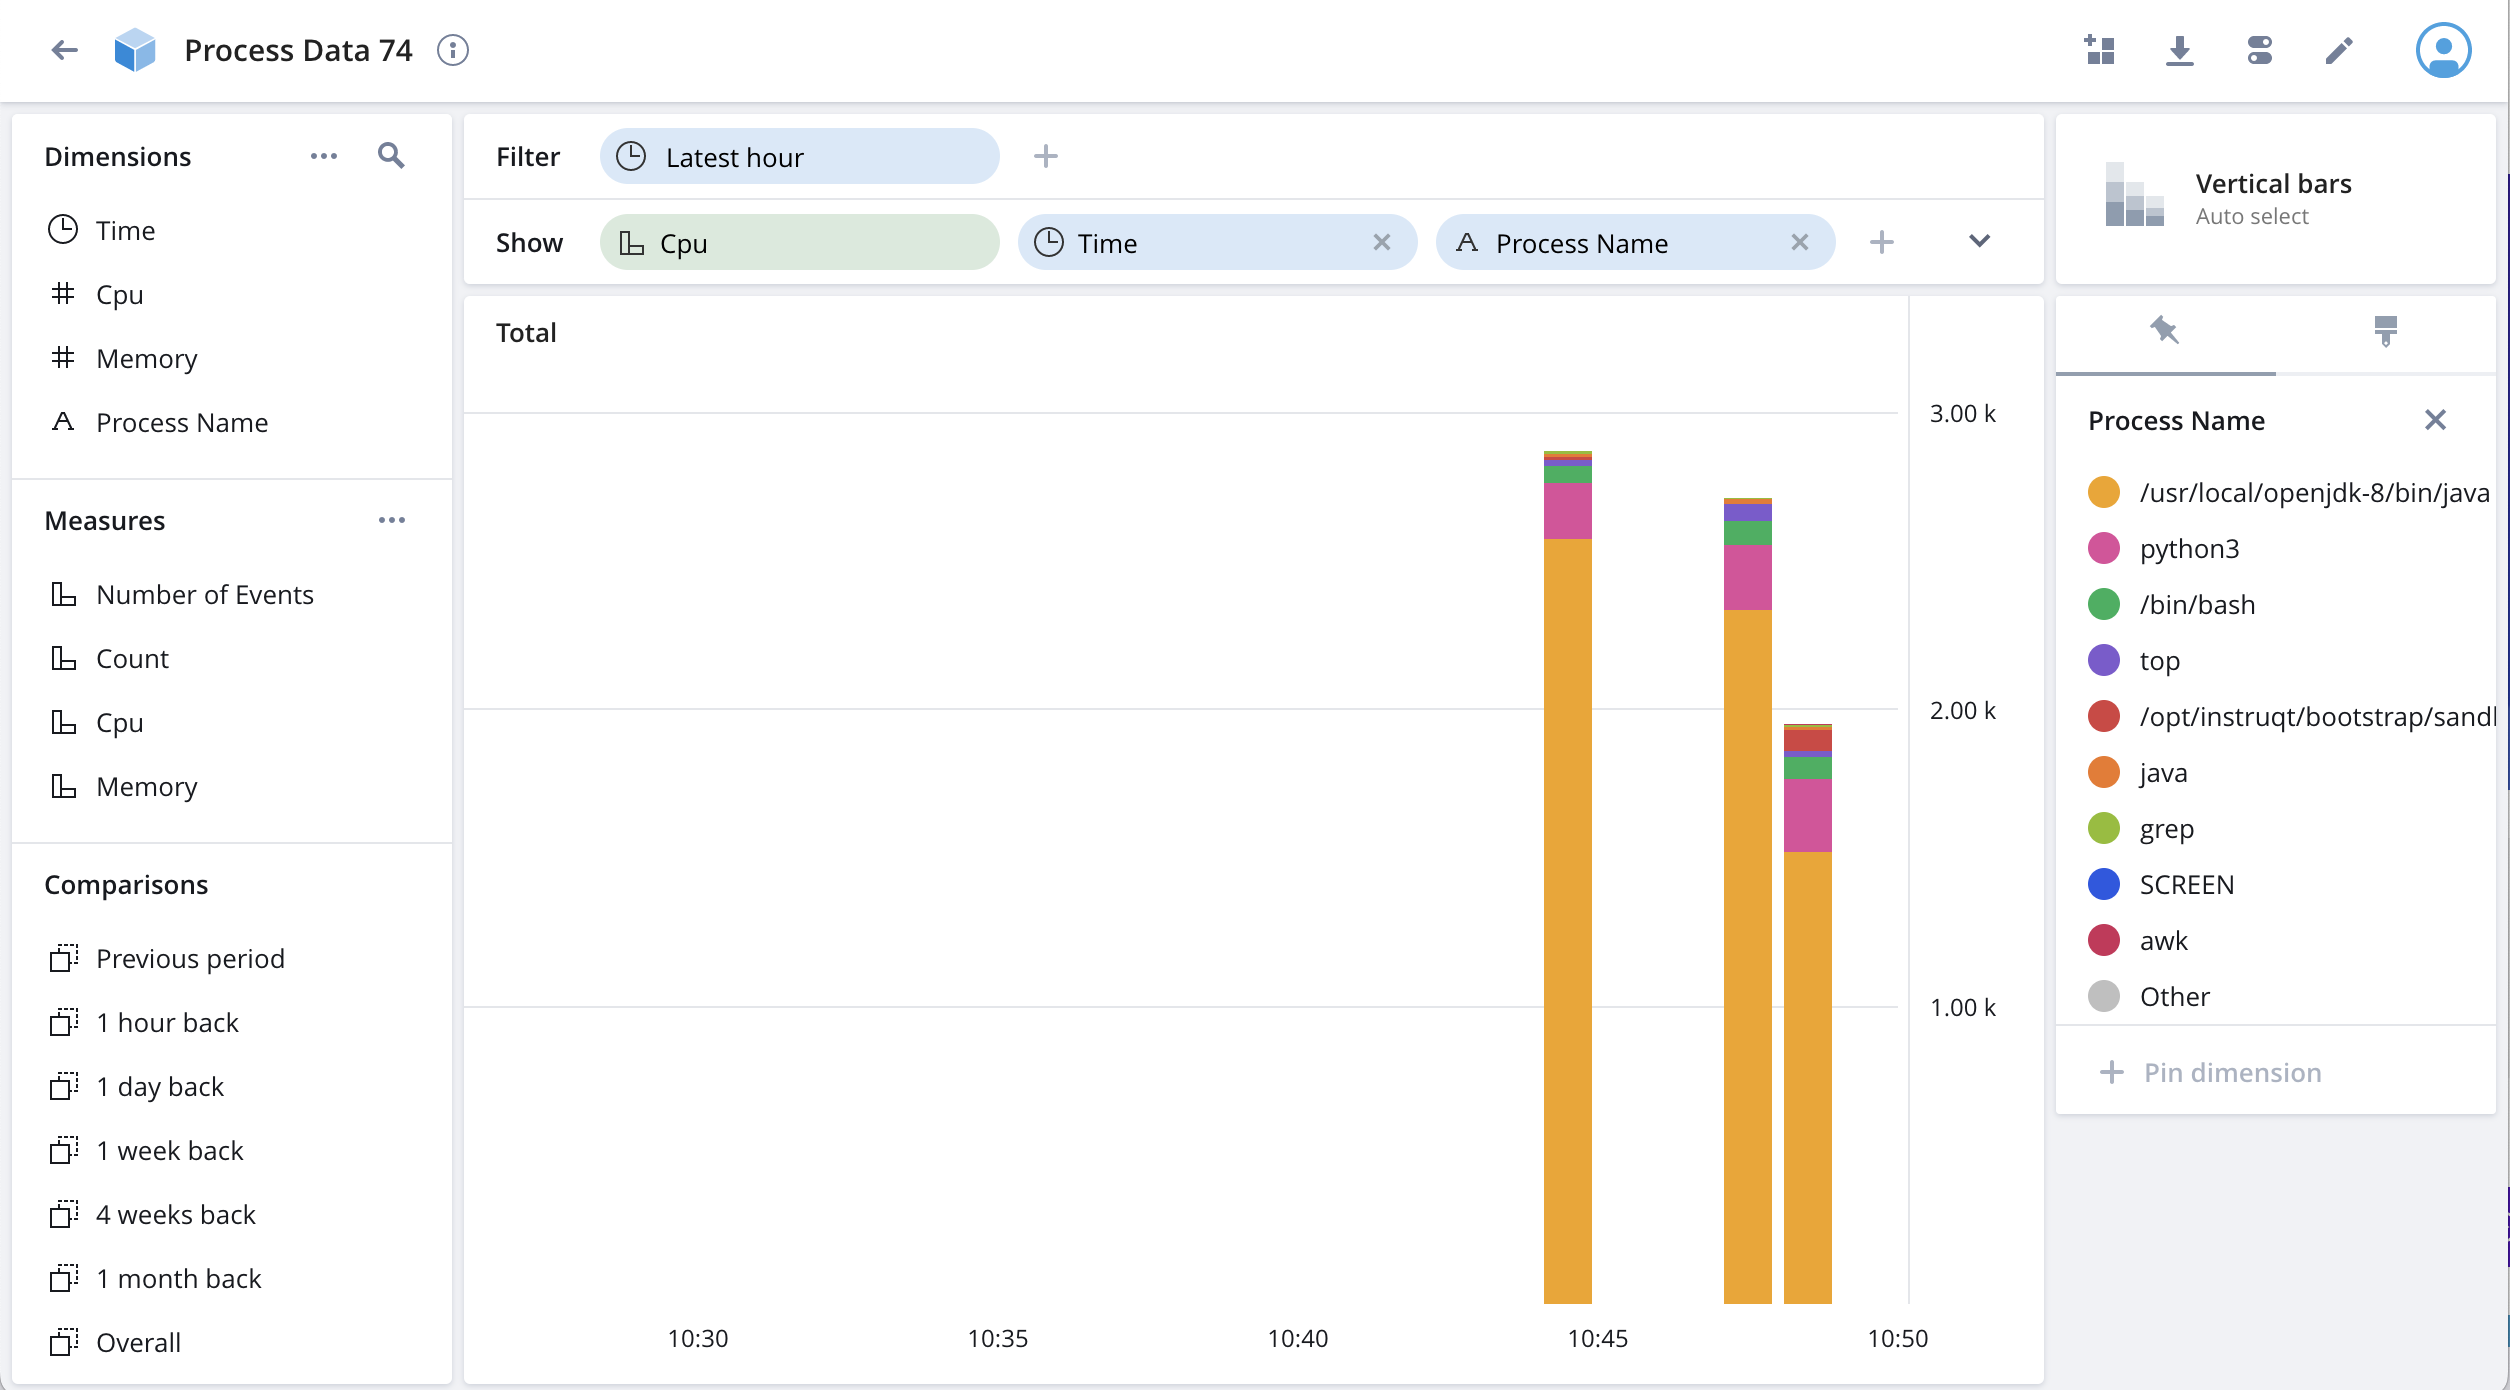 Process Data 74
Dimensions
Time
Cpu
Memory
Process Name
Measures
Number of Events
Count
Cpu
Memory
Comparisons
Previous period
1 hour back
1 day back
1 week back
4 weeks back
1 month back
Overall
Filter Latest hour
Show Cpu Time Process Name
Total
3.00 k
2.00 k
1.00 k
10:30 10:35 10:40 10:45 10:50
Vertical bars
Auto select
Process Name
/usr/local/openjdk-8/bin/java
python3
/bin/bash
top
/opt/instruqt/bootstrap/sand
java
grep
SCREEN
awk
Other
Pin dimension